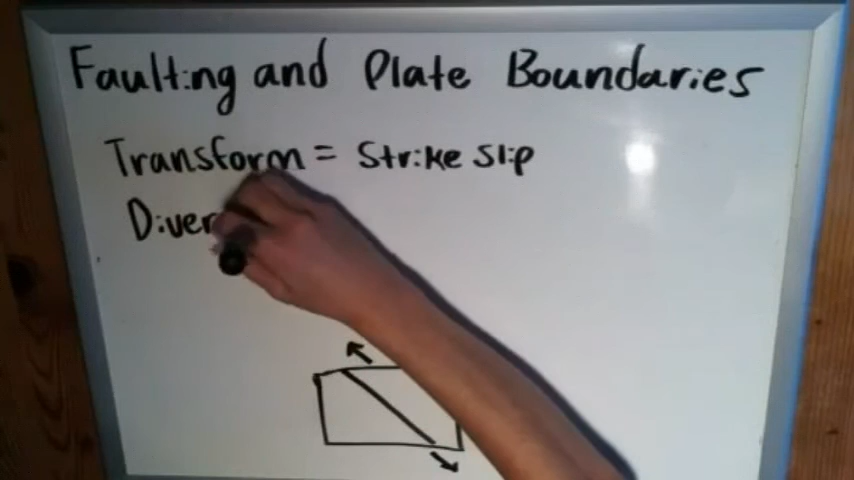 Faulting and Plate Boundaries
Transform = Strike Slip
Diver